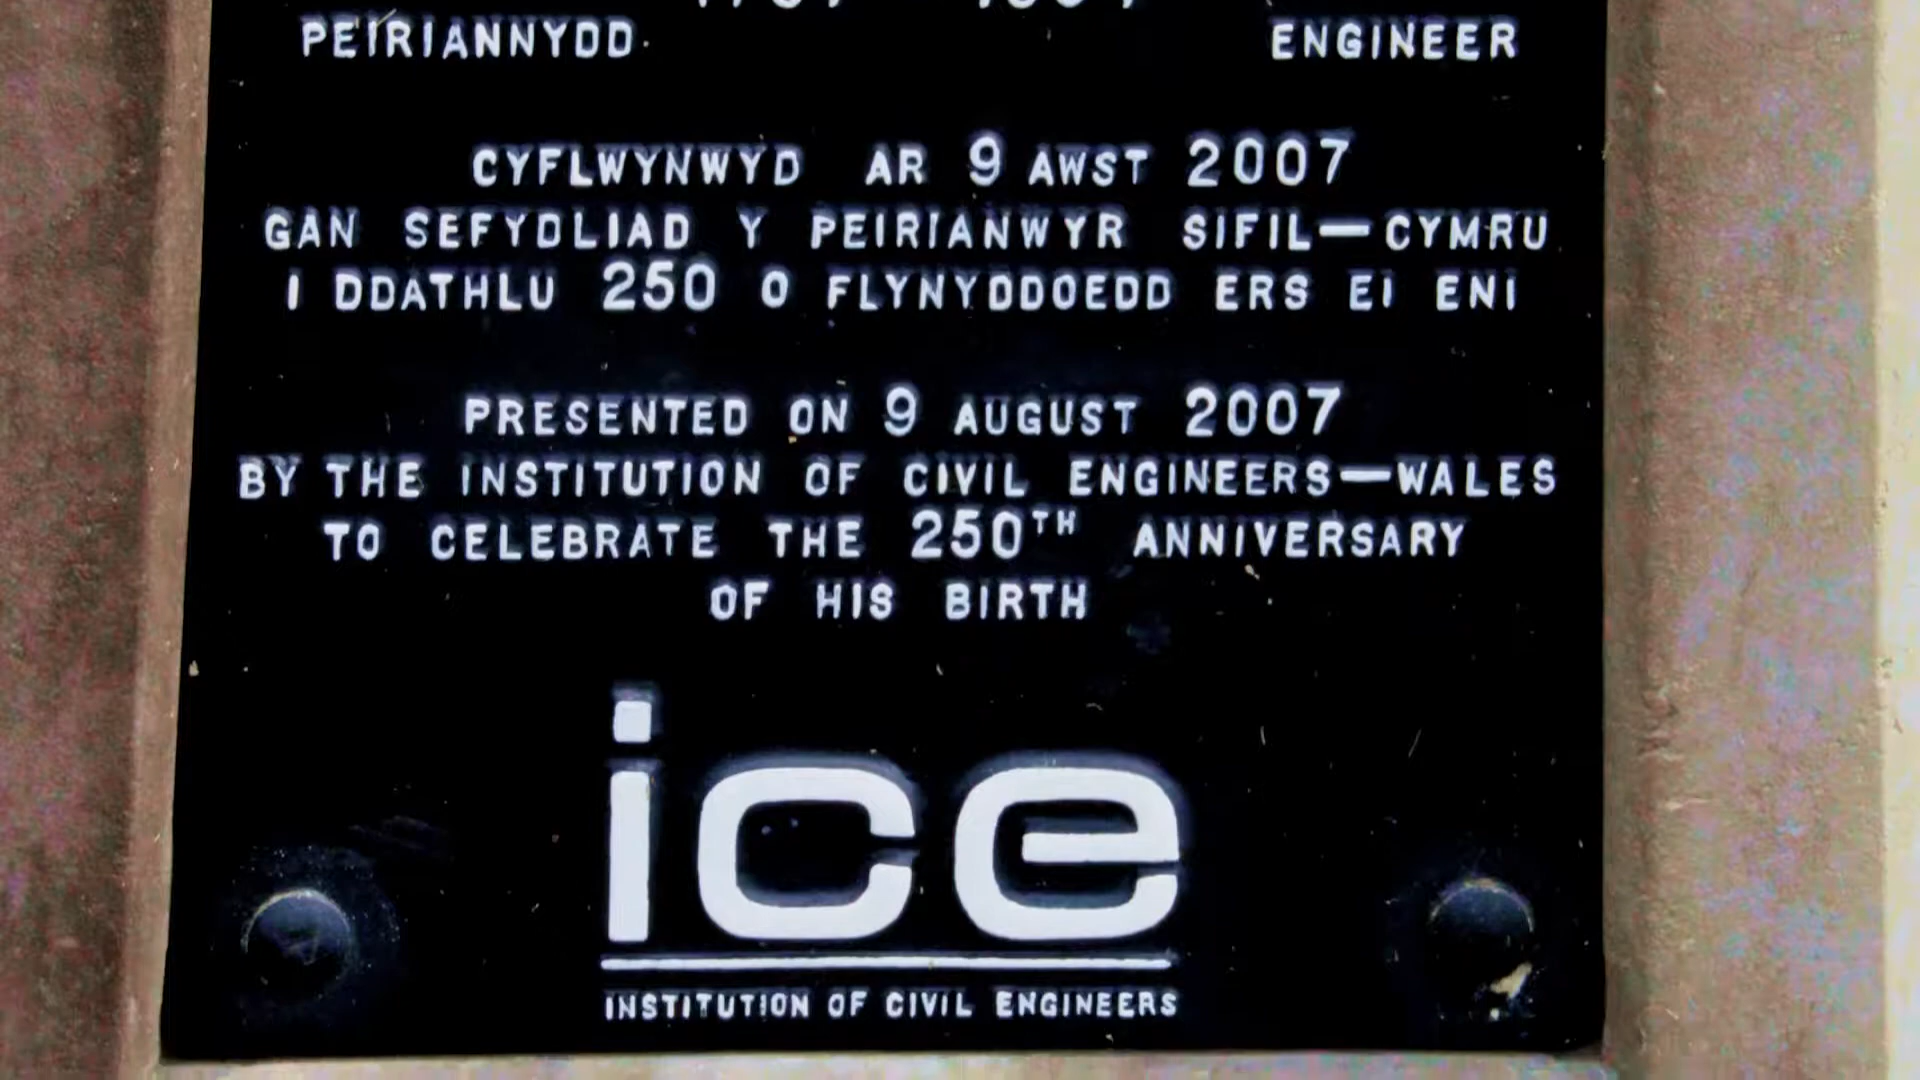 PEIRIANNYDD ENGINEER
CYFLWYNWYD AR 9 AWST 2007
GAN SEFYDLIAD Y PEIRIANWYR SIFIL—CYMRU
I DDATHLU 250 O FLYNYDDOEDD ERS EI ENI
PRESENTED ON 9 AUGUST 2007
BY THE INSTITUTION OF CIVIL ENGINEERS—WALES
TO CELEBRATE THE 250TH ANNIVERSARY
OF HIS BIRTH
ice
INSTITUTION OF CIVIL ENGINEERS